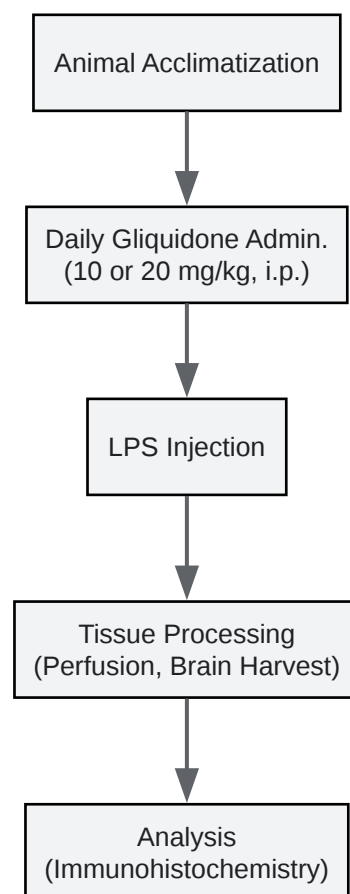 Animal Acclimatization
Daily Gliquidone Admin.
(10 or 20 mg/kg, i.p.)
LPS Injection
Tissue Processing
(Perfusion, Brain Harvest)
Analysis
(Immunohistochemistry)